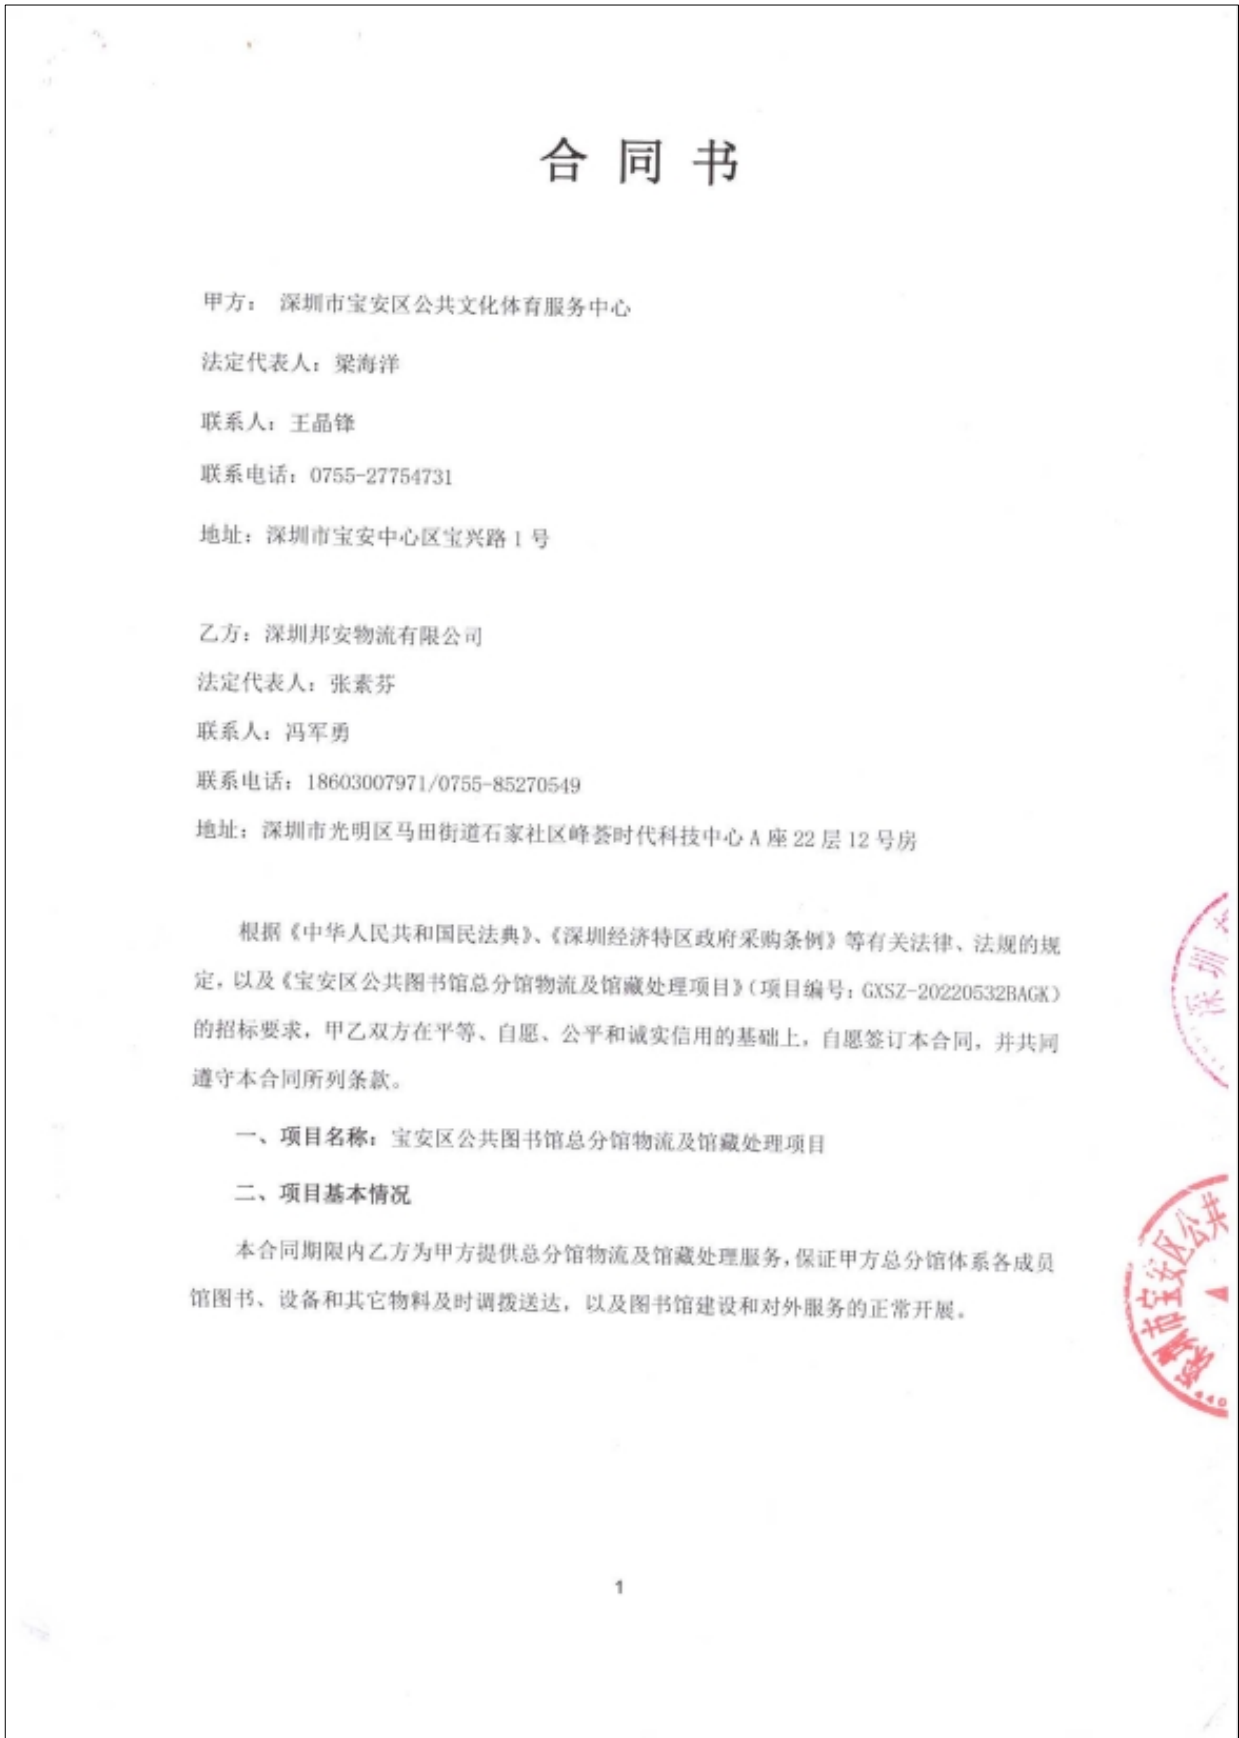 合同书
甲方： 深圳市宝安区公共文化体育服务中心
法定代表人：梁海洋
联系人：王晶锋
联系电话：0755-27754731
地址：深圳市宝安中心区宝兴路 1 号
乙方：深圳邦安物流有限公司
法定代表人：张素芬
联系人：冯军勇
联系电话：18603007971/0755-85270549
地址：深圳市光明区马田街道石家社区峰荟时代科技中心 A 座 22 层 12 号房
根据《中华人民共和国民法典》、《深圳经济特区政府采购条例》等有关法律、法规的规
定，以及《宝安区公共图书馆总分馆物流及馆藏处理项目》（项目编号：GXSZ-20220532BAGK）
的招标要求，甲乙双方在平等、自愿、公平和诚实信用的基础上，自愿签订本合同，并共同
遵守本合同所列条款。
一、项目名称：宝安区公共图书馆总分馆物流及馆藏处理项目
二、项目基本情况
本合同期限内乙方为甲方提供总分馆物流及馆藏处理服务，保证甲方总分馆体系各成员
馆图书、设备和其它物料及时调拨送达，以及图书馆建设和对外服务的正常开展。
深圳
深圳市宝安区公共
440
1